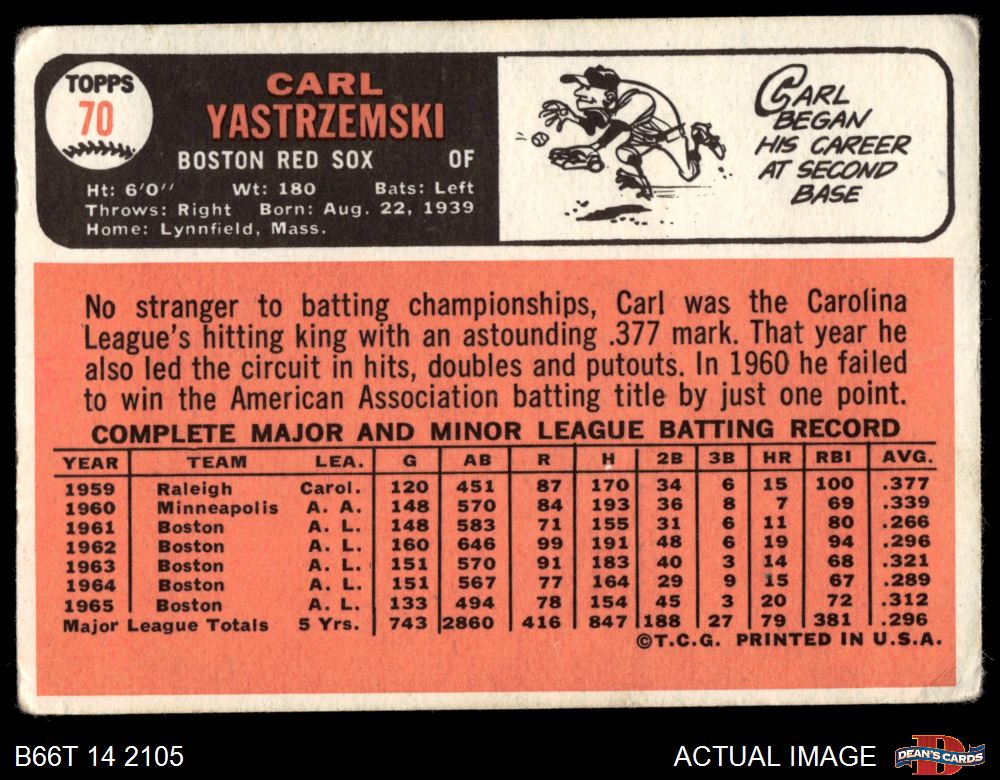 TOPPS
70
CARL
YASTRZEMSKI
BOSTON RED SOX OF
Ht: 6'0" Wt: 180 Bats: Left
Throws: Right Born: Aug. 22, 1939
Home: Lynnfield, Mass.
CARL
BEGAN
HIS CAREER
AT SECOND
BASE
No stranger to batting championships, Carl was the Carolina
League's hitting king with an astounding .377 mark. That year he
also led the circuit in hits, doubles and putouts. In 1960 he failed
to win the American Association batting title by just one point.
COMPLETE MAJOR AND MINOR LEAGUE BATTING RECORD
YEAR TEAM LEA. G AB R H 2B 3B HR RBI AVG.
1959 Raleigh Carol. 120 451 87 170 34 6 15 100 .377
1960 Minneapolis A. A. 148 570 84 193 36 8 7 69 .339
1961 Boston A. L. 148 583 71 155 31 6 11 80 .266
1962 Boston A. L. 160 646 99 191 48 6 19 94 .296
1963 Boston A. L. 151 570 91 183 40 3 14 68 .321
1964 Boston A. L. 151 567 77 164 29 9 15 67 .289
1965 Boston A. L. 133 494 78 154 45 3 20 72 .312
Major League Totals 5 Yrs. 743 2860 416 847 188 27 79 381 .296
©T.C.G. PRINTED IN U.S.A.
B66T 14 2105
ACTUAL IMAGE
DEAN'S CARDS